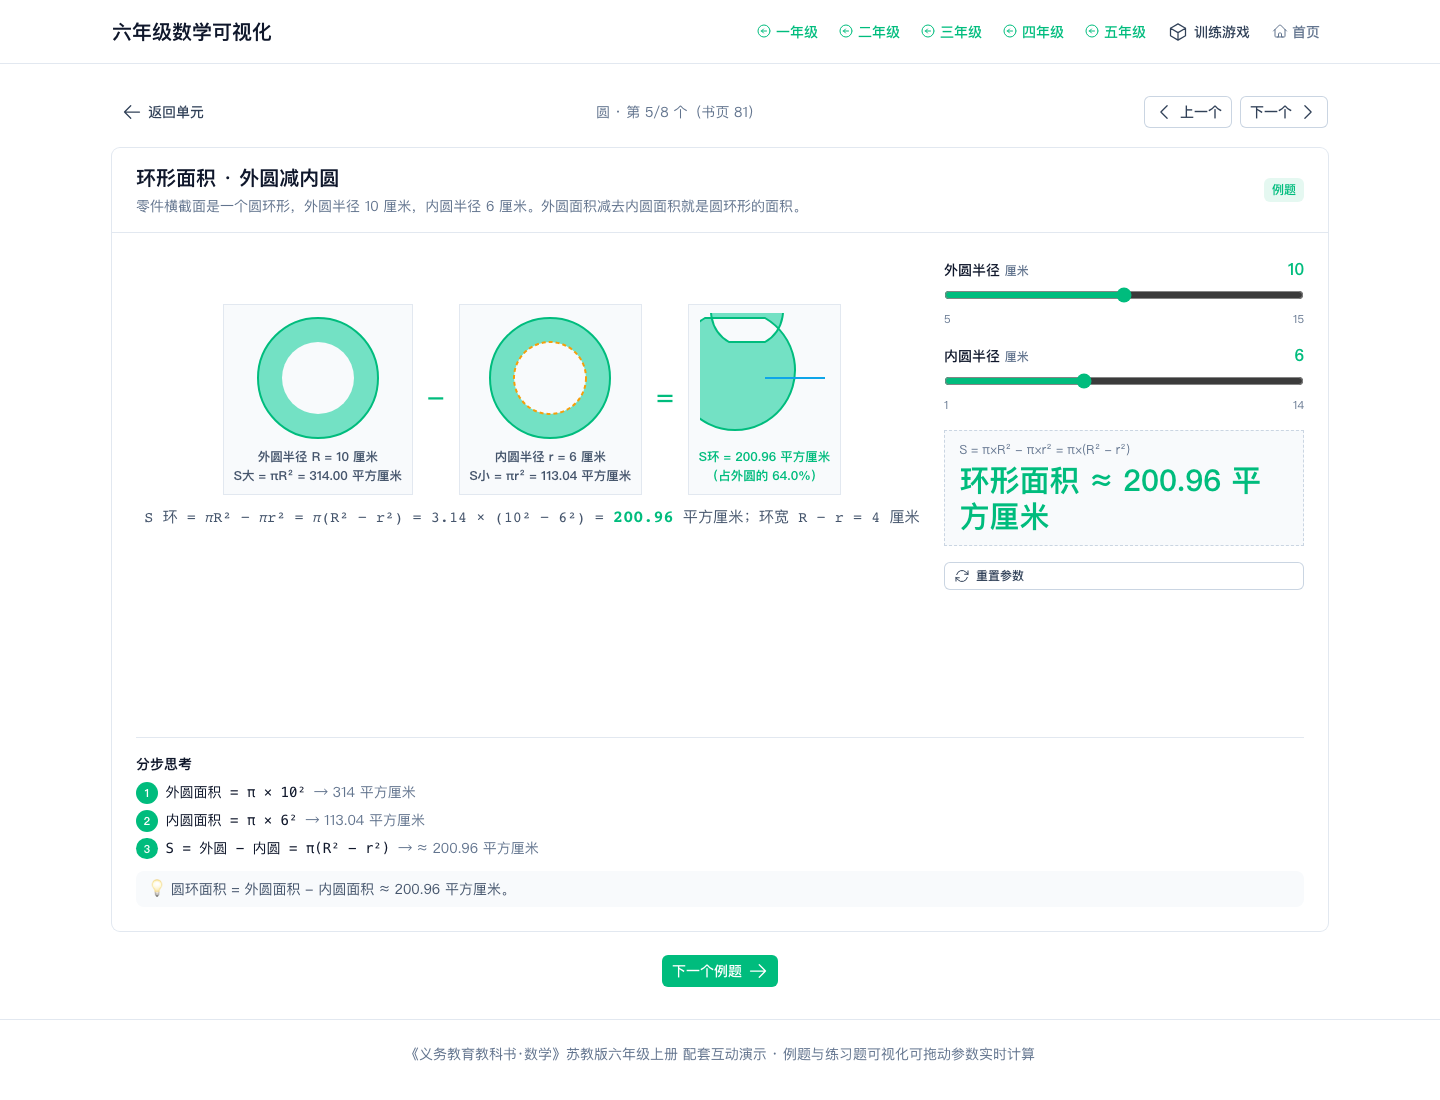 六年级数学可视化
一年级 二年级 三年级 四年级 五年级 训练游戏 首页
返回单元
圆 · 第 5/8 个（书页 81）
上一个
下一个
环形面积 · 外圆减内圆
零件横截面是一个圆环形，外圆半径 10 厘米，内圆半径 6 厘米。外圆面积减去内圆面积就是圆环形的面积。
例题
外圆半径 R = 10 厘米
S大 = πR² = 314.00 平方厘米
−
内圆半径 r = 6 厘米
S小 = πr² = 113.04 平方厘米
=
S环 = 200.96 平方厘米
（占外圆的 64.0%）
S 环 = πR² − πr² = π(R² − r²) = 3.14 × (10² − 6²) = 200.96 平方厘米；环宽 R − r = 4 厘米
外圆半径 厘米 10
5 15
内圆半径 厘米 6
1 14
S = π×R² − π×r² = π×(R² − r²)
环形面积 ≈ 200.96 平
方厘米
重置参数
分步思考
1 外圆面积 = π × 10² → 314 平方厘米
2 内圆面积 = π × 6² → 113.04 平方厘米
3 S = 外圆 − 内圆 = π(R² − r²) → ≈ 200.96 平方厘米
💡 圆环面积 = 外圆面积 − 内圆面积 ≈ 200.96 平方厘米。
下一个例题
《义务教育教科书·数学》苏教版六年级上册 配套互动演示 · 例题与练习题可视化可拖动参数实时计算